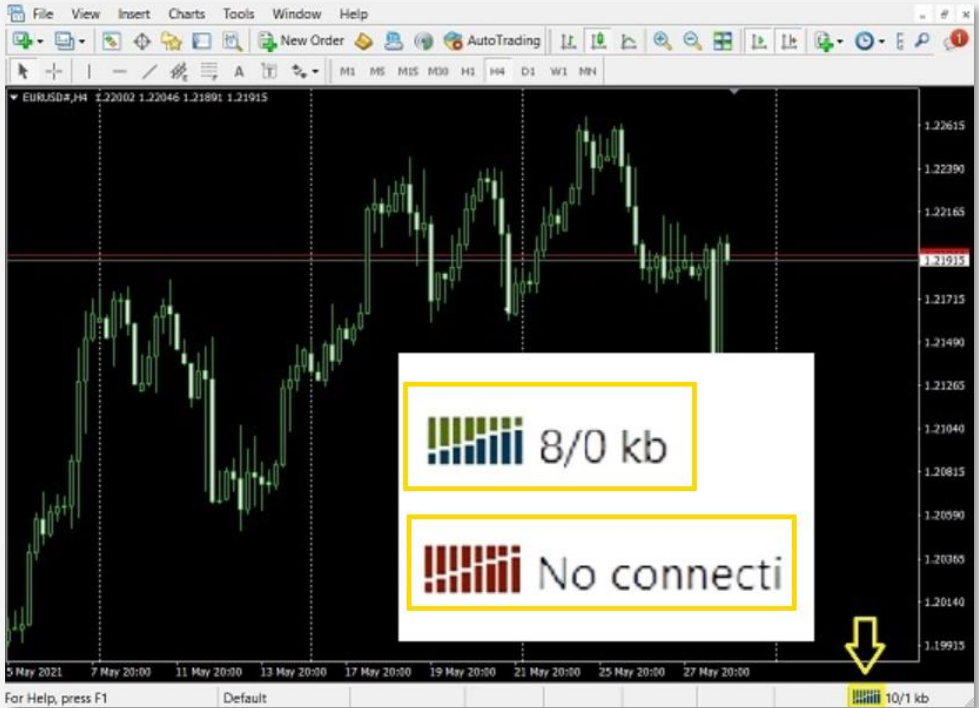 File View Insert Charts Tools Window Help
New Order AutoTrading
A T M1 M5 M15 M30 H1 H4 D1 W1 MN
EURUSD#,H4 1.22002 1.22046 1.21891 1.21915
1.22615
1.22390
1.22165
1.21915
1.21715
1.21490
1.21265
1.21040
1.20815
1.20590
1.20365
1.20140
1.19915
8/0 kb
No connecti
5 May 2021 7 May 20:00 11 May 20:00 13 May 20:00 17 May 20:00 19 May 20:00 21 May 20:00 25 May 20:00 27 May 20:00
For Help, press F1 Default 10/1 kb